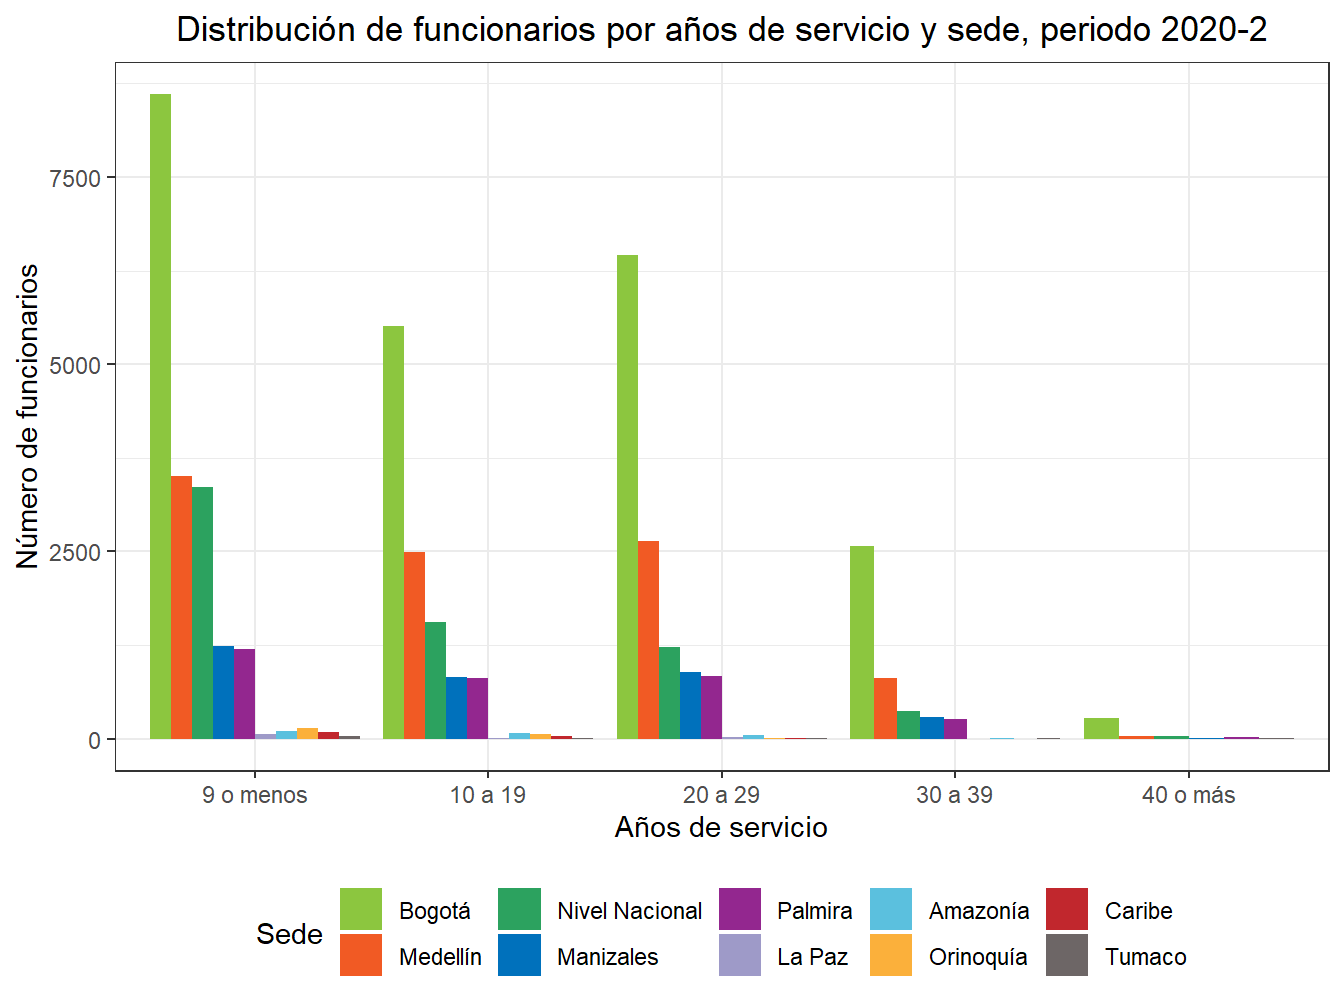 Distribución de funcionarios por años de servicio y sede, periodo 2020-2
Número de funcionarios
7500
5000
2500
0
9 o menos
10 a 19
20 a 29
30 a 39
40 o más
Años de servicio
Sede
Bogotá
Nivel Nacional
Palmira
Amazonía
Caribe
Medellín
Manizales
La Paz
Orinoquía
Tumaco